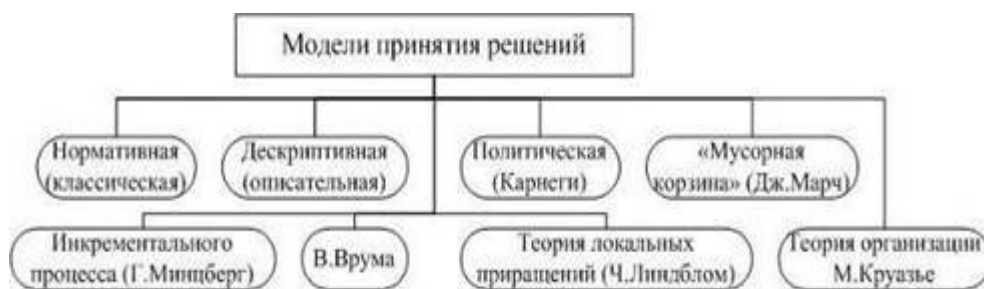 Модели принятия решений
Нормативная
(классическая)
Дескриптивная
(описательная)
Политическая
(Карнеги)
«Мусорная
корзина» (Дж.Марч)
Инкрементального
процесса (Г.Минцберг)
В.Врума
Теория локальных
приращений (Ч.Линдблом)
Теория организации
М.Круазье